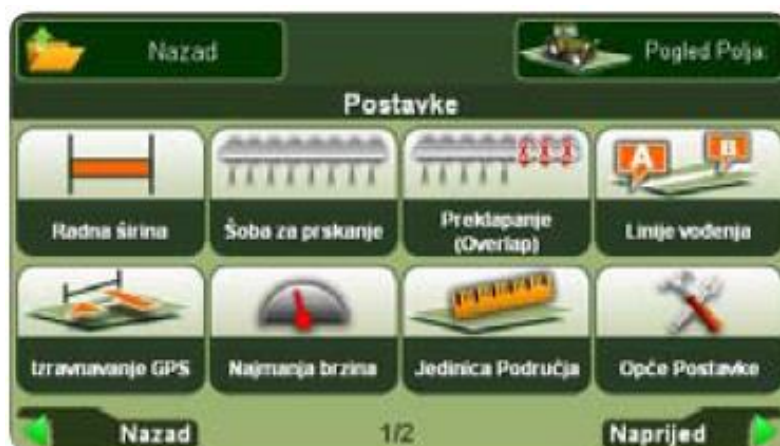 Nazad
Pogled Polja:
Postavke
Radna širina
Šoba za prskanje
Preklapanje
(Overlap)
Linije vođenja
A
B
Izravnavanje GPS
Najmanja brzina
Jedinica Područja
Opće Postavke
Nazad
1/2
Naprijed